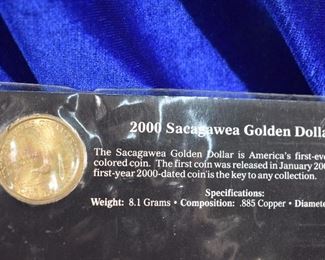 2000 Sacagawea Golden Dolla
The Sacagawea Golden Dollar is America's first-eve
colored coin. The first coin was released in January 200
first-year 2000-dated coin is the key to any collection.
Specifications:
Weight: 8.1 Grams • Composition: .885 Copper • Diamete